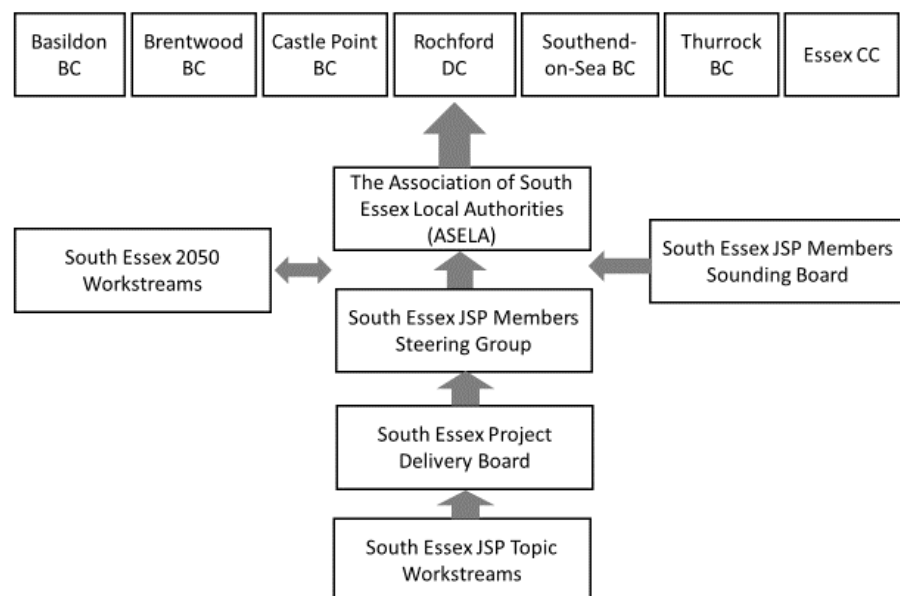 Basildon
BC
Brentwood
BC
Castle Point
BC
Rochford
DC
Southend-
on-Sea BC
Thurrock
BC
Essex CC
The Association of South
Essex Local Authorities
(ASELA)
South Essex 2050
Workstreams
South Essex JSP Members
Sounding Board
South Essex JSP Members
Steering Group
South Essex Project
Delivery Board
South Essex JSP Topic
Workstreams